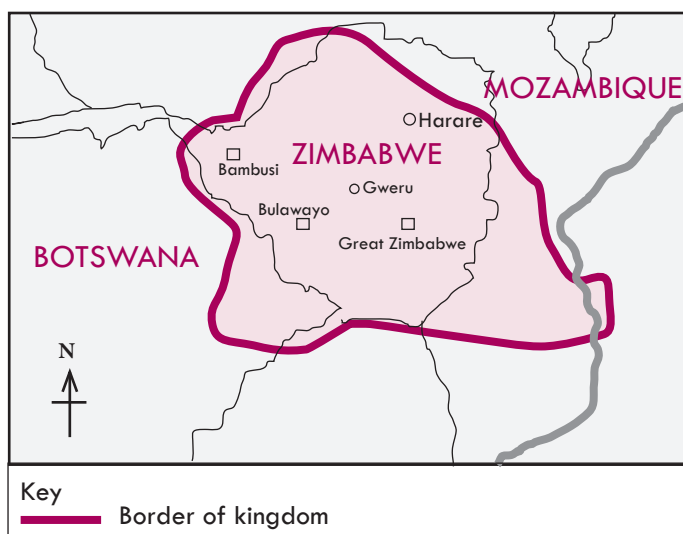 MOZAMBIQUE
Harare
ZIMBABWE
Bambusi
Gweru
Bulawayo
Great Zimbabwe
BOTSWANA
N
Key
Border of kingdom